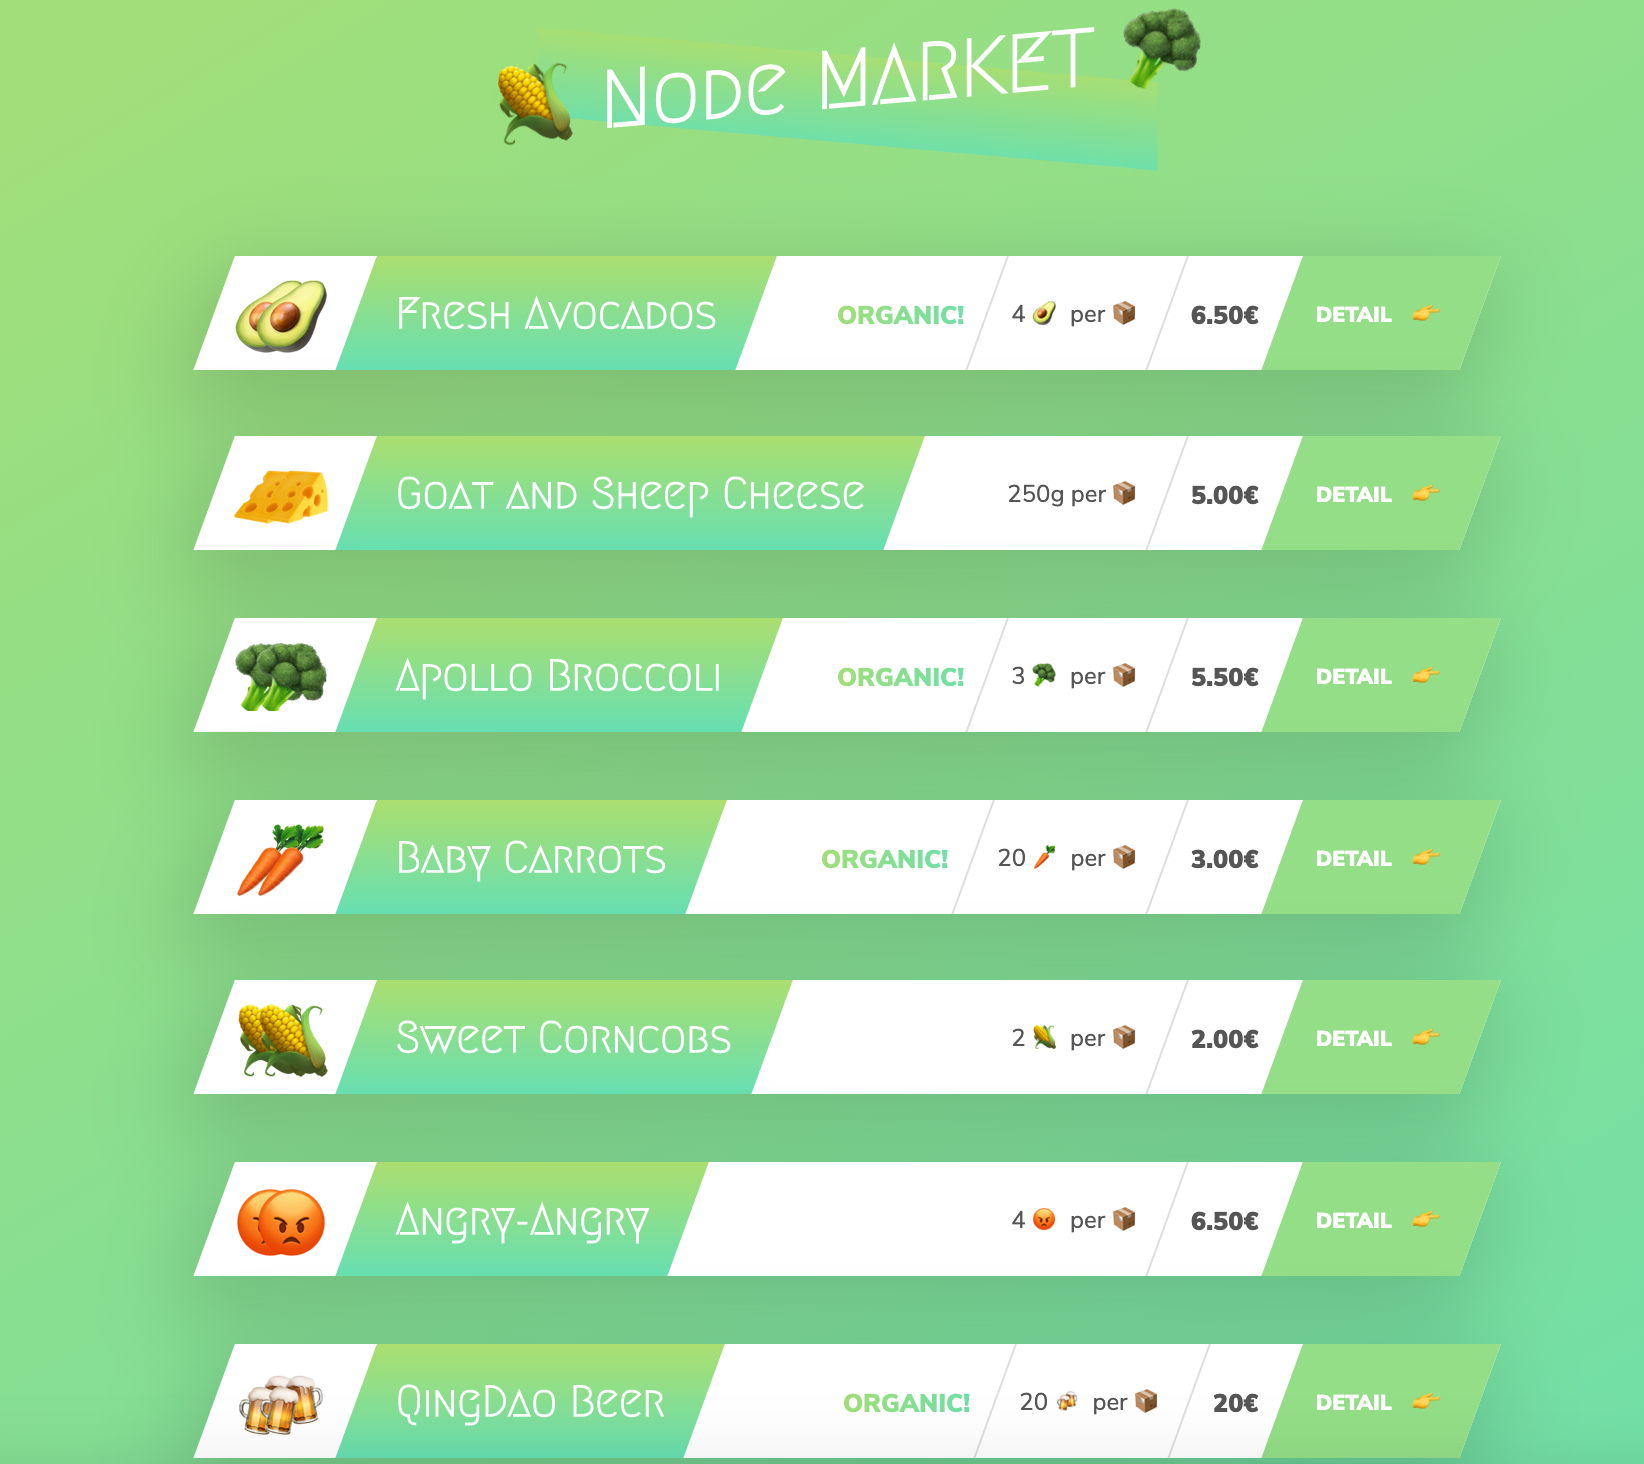 Node Market
Fresh Avocados ORGANIC! 4 🥑 per 📦 6.50€ DETAIL 👉
Goat and Sheep Cheese 250g per 📦 5.00€ DETAIL 👉
Apollo Broccoli ORGANIC! 3 🥦 per 📦 5.50€ DETAIL 👉
Baby Carrots ORGANIC! 20 🥕 per 📦 3.00€ DETAIL 👉
Sweet Corncobs 2 🌽 per 📦 2.00€ DETAIL 👉
Angry-Angry 4 😡 per 📦 6.50€ DETAIL 👉
QingDao Beer ORGANIC! 20 🍻 per 📦 20€ DETAIL 👉